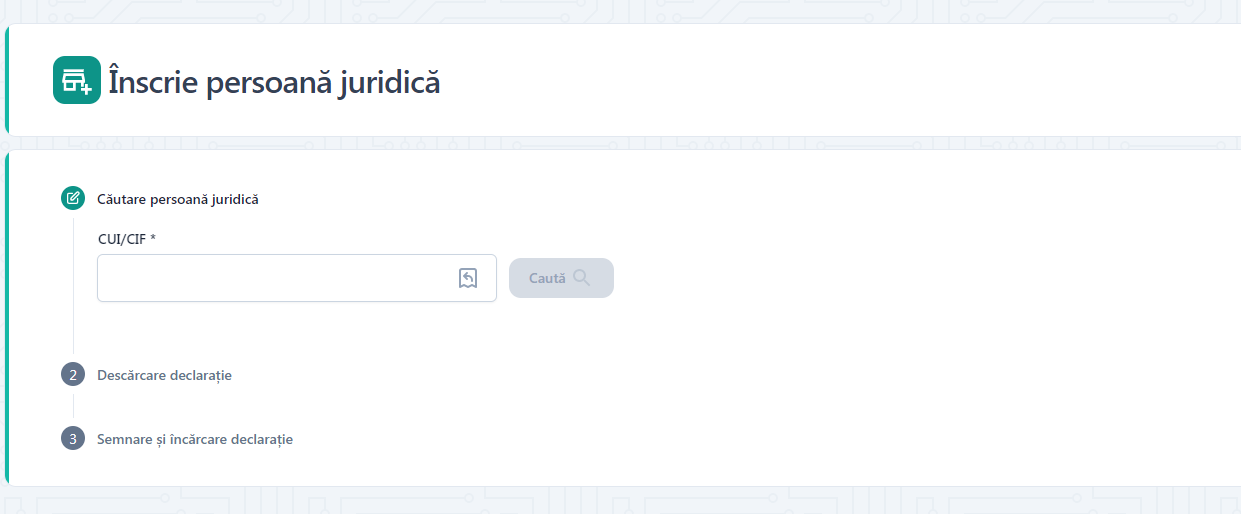 Înscrie persoană juridică
Căutare persoană juridică
CUI/CIF *
Caută
2 Descărcare declarație
3 Semnare și încărcare declarație